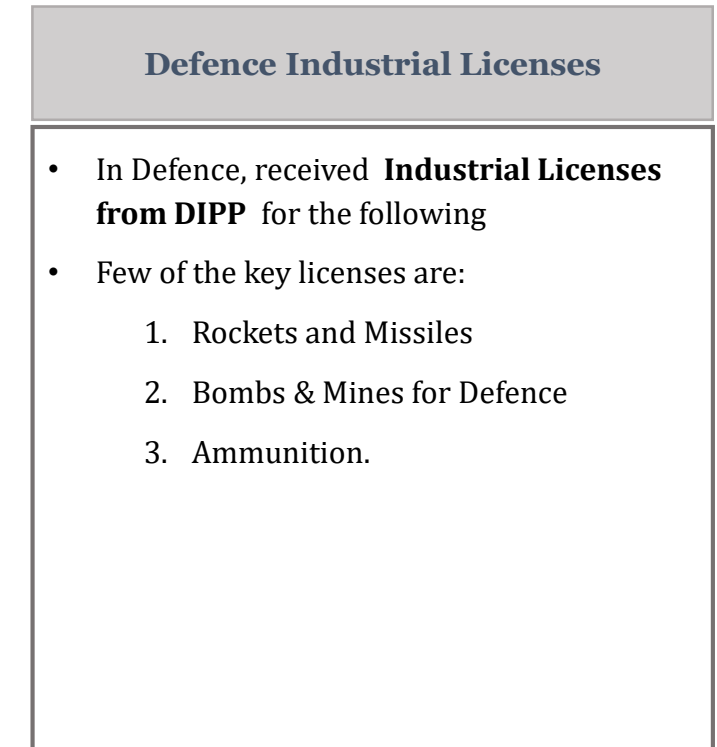 Defence Industrial Licenses
• In Defence, received Industrial Licenses
from DIPP for the following
• Few of the key licenses are:
1. Rockets and Missiles
2. Bombs & Mines for Defence
3. Ammunition.